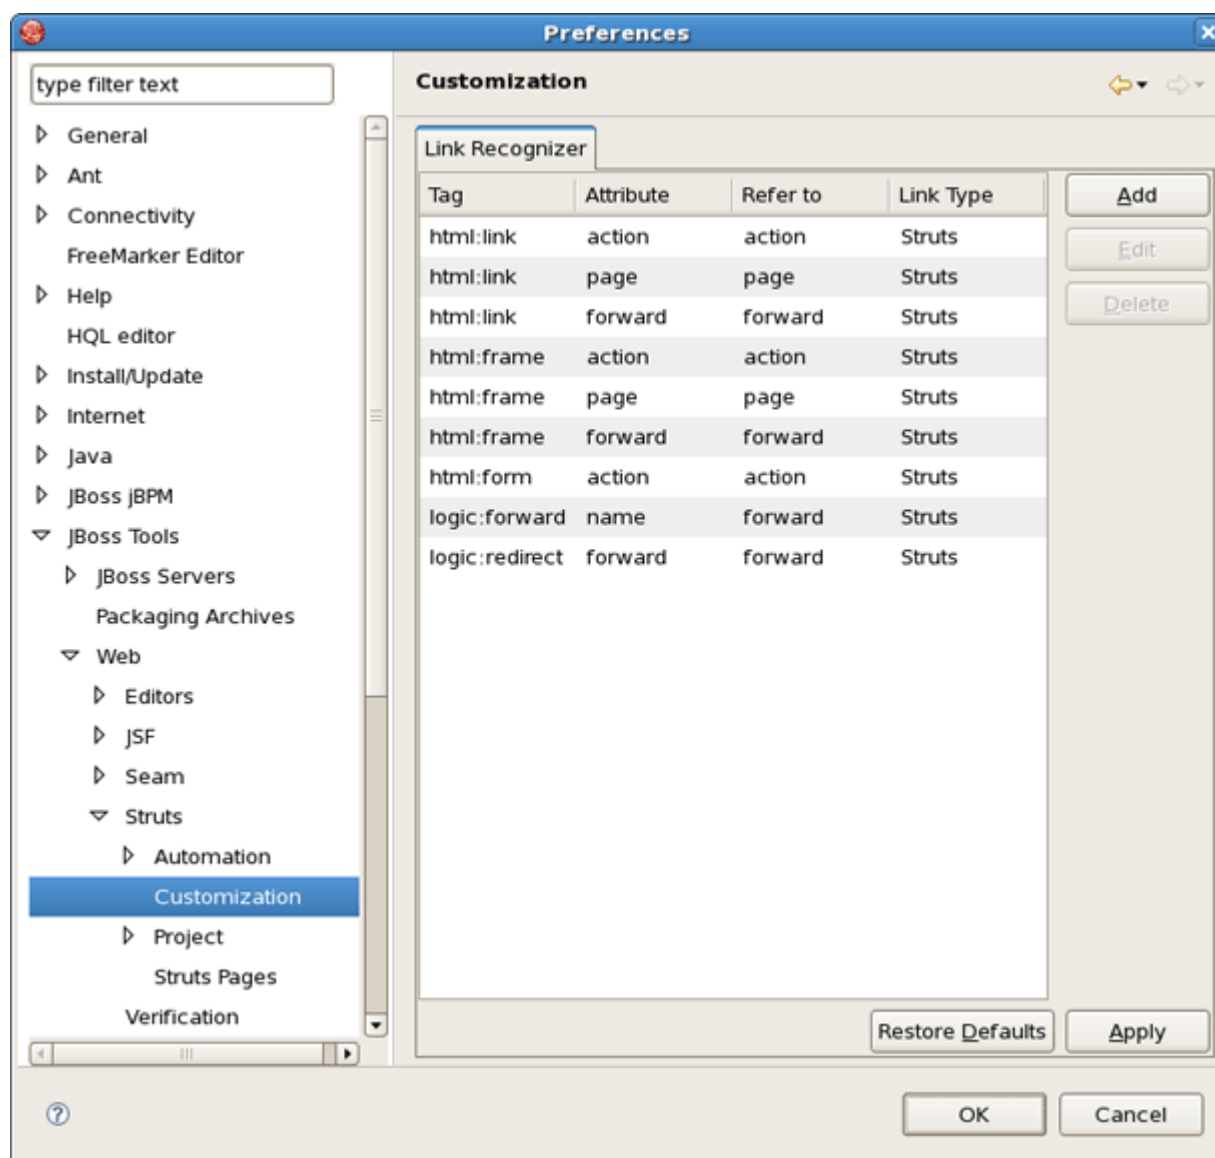 Preferences
type filter text
General
Ant
Connectivity
FreeMarker Editor
Help
HQL editor
Install/Update
Internet
Java
JBoss jBPM
JBoss Tools
JBoss Servers
Packaging Archives
Web
Editors
JSF
Seam
Struts
Automation
Customization
Project
Struts Pages
Verification
Customization
Link Recognizer
Tag Attribute Refer to Link Type
html:link action action Struts
html:link page page Struts
html:link forward forward Struts
html:frame action action Struts
html:frame page page Struts
html:frame forward forward Struts
html:form action action Struts
logic:forward name forward Struts
logic:redirect forward forward Struts
Add
Edit
Delete
Restore Defaults Apply
OK Cancel